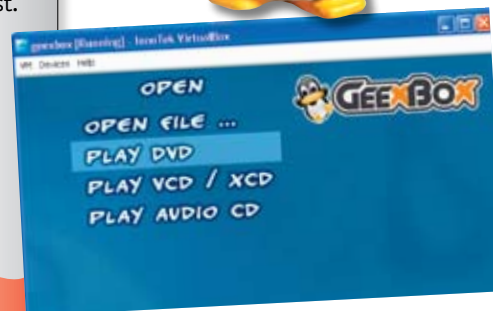 st.
geexbox [Running] - InnoTek VirtualBox
VM Devices Help
OPEN
GEEXBOX
OPEN FILE ...
PLAY DVD
PLAY VCD / XCD
PLAY AUDIO CD